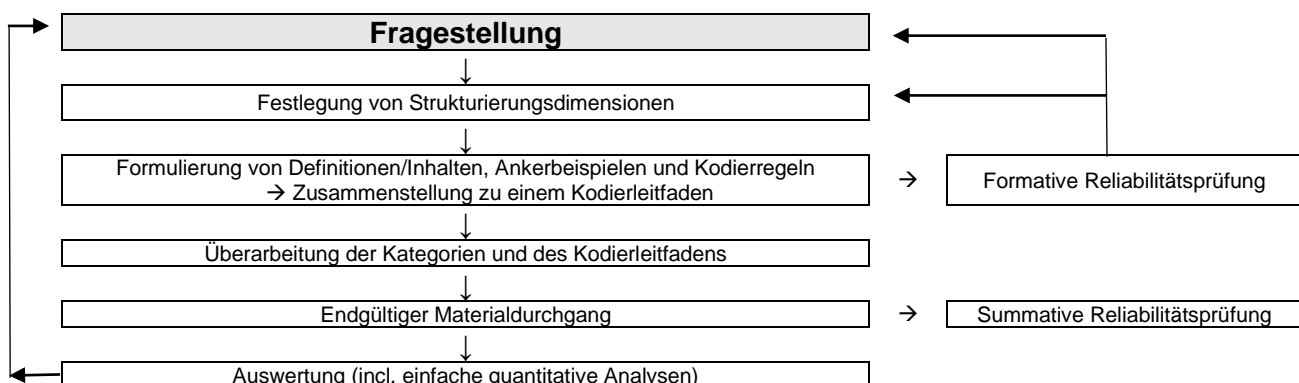 Fragestellung
↓
Festlegung von Strukturierungsdimensionen
↓
Formulierung von Definitionen/Inhalten, Ankerbeispielen und Kodierregeln
→ Zusammenstellung zu einem Kodierleitfaden
→
Formative Reliabilitätsprüfung
↓
Überarbeitung der Kategorien und des Kodierleitfadens
↓
Endgültiger Materialdurchgang
→
Summative Reliabilitätsprüfung
↓
Auswertung (incl. einfache quantitative Analysen)